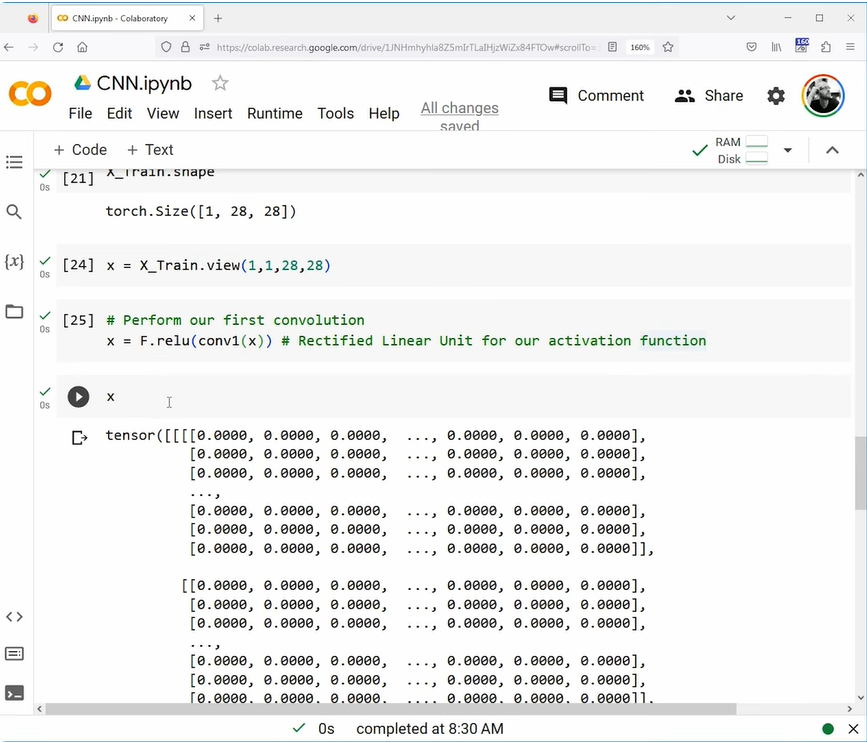 CNN.ipynb - Colaboratory
https://colab.research.google.com/drive/1JNHmhyhla8Z5mIrTLaIHjzWiZx84FTOw#scrollTo=
160%
160
CO
CNN.ipynb
File Edit View Insert Runtime Tools Help
All changes saved
Comment
Share
+ Code + Text
RAM
Disk
0s
[21] X_Train.shape
torch.Size([1, 28, 28])
[24] x = X_Train.view(1,1,28,28)
0s
[25] # Perform our first convolution
0s
x = F.relu(conv1(x)) # Rectified Linear Unit for our activation function
x
0s
tensor([[[[0.0000, 0.0000, 0.0000, ..., 0.0000, 0.0000, 0.0000],
[0.0000, 0.0000, 0.0000, ..., 0.0000, 0.0000, 0.0000],
[0.0000, 0.0000, 0.0000, ..., 0.0000, 0.0000, 0.0000],
...,
[0.0000, 0.0000, 0.0000, ..., 0.0000, 0.0000, 0.0000],
[0.0000, 0.0000, 0.0000, ..., 0.0000, 0.0000, 0.0000],
[0.0000, 0.0000, 0.0000, ..., 0.0000, 0.0000, 0.0000]],
[[0.0000, 0.0000, 0.0000, ..., 0.0000, 0.0000, 0.0000],
[0.0000, 0.0000, 0.0000, ..., 0.0000, 0.0000, 0.0000],
[0.0000, 0.0000, 0.0000, ..., 0.0000, 0.0000, 0.0000],
...,
[0.0000, 0.0000, 0.0000, ..., 0.0000, 0.0000, 0.0000],
[0.0000, 0.0000, 0.0000, ..., 0.0000, 0.0000, 0.0000],
[0.0000, 0.0000, 0.0000, ..., 0.0000, 0.0000, 0.0000]],
0s completed at 8:30 AM